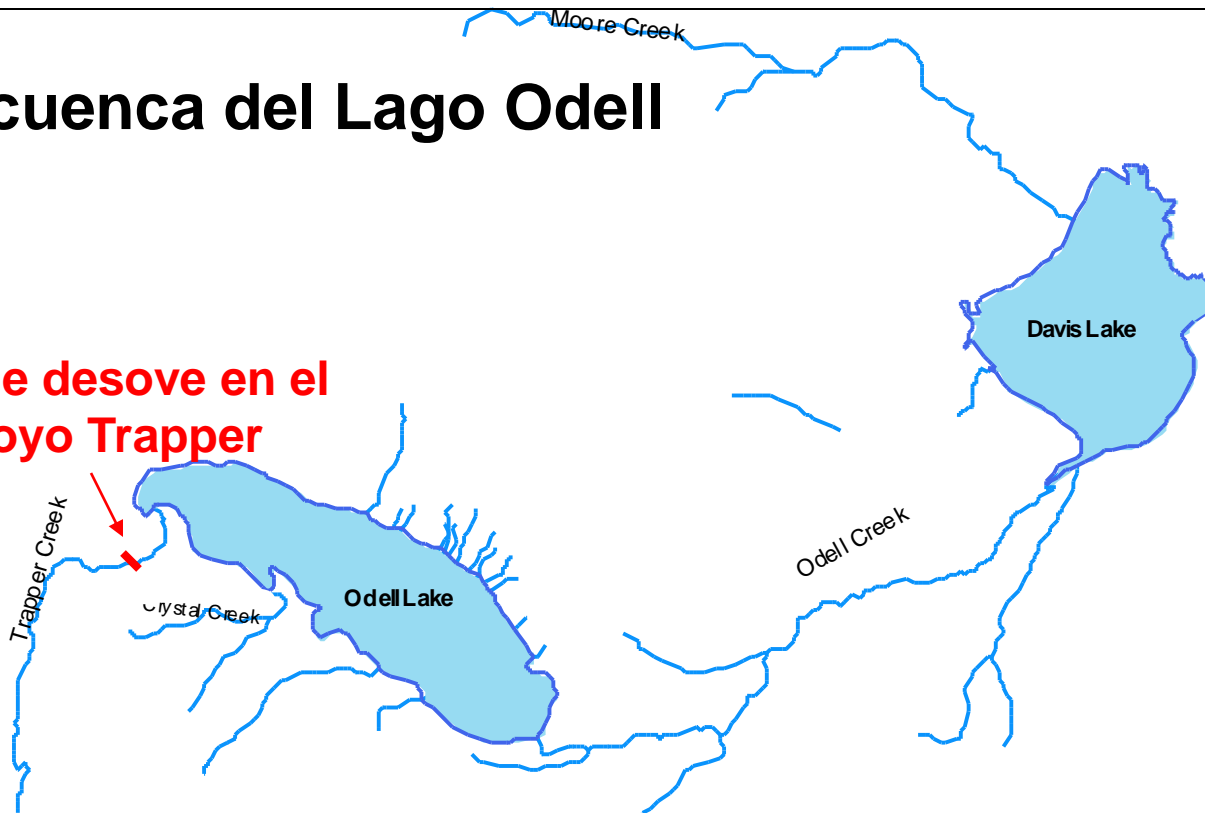 Moore Creek
cuenca del Lago Odell
Davis Lake
e desove en el
oyo Trapper
Trapper Creek
Odell Creek
Odell Lake
Crystal Creek